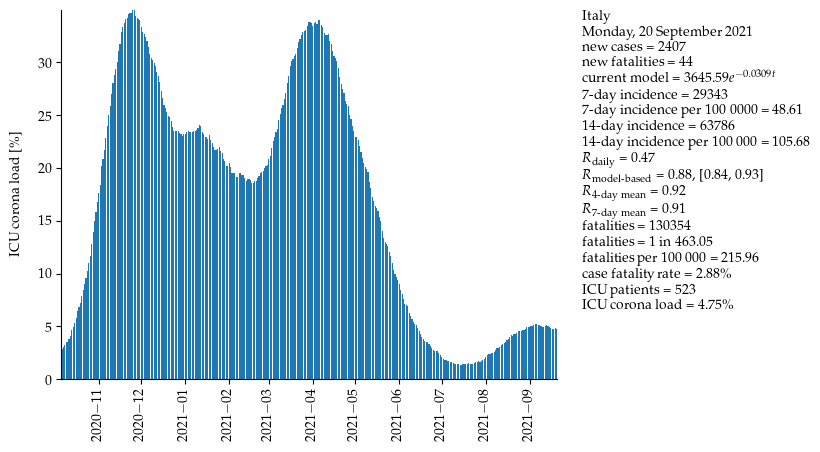 Italy
Monday, 20 September 2021
new cases = 2407
new fatalities = 44
current model = 3645.59e^{−0.0309t}
7-day incidence = 29343
7-day incidence per 100 0000 = 48.61
14-day incidence = 63786
14-day incidence per 100 000 = 105.68
R_daily = 0.47
R_model-based = 0.88, [0.84, 0.93]
R_4-day mean = 0.92
R_7-day mean = 0.91
fatalities = 130354
fatalities = 1 in 463.05
fatalities per 100 000 = 215.96
case fatality rate = 2.88%
ICU patients = 523
ICU corona load = 4.75%
ICU corona load [%]
30
25
20
15
10
5
0
2020−11
2020−12
2021−01
2021−02
2021−03
2021−04
2021−05
2021−06
2021−07
2021−08
2021−09